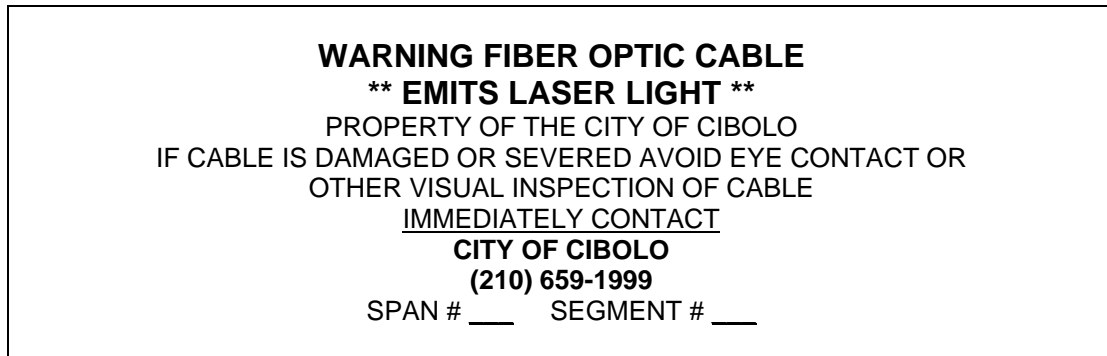 WARNING FIBER OPTIC CABLE
** EMITS LASER LIGHT **
PROPERTY OF THE CITY OF CIBOLO
IF CABLE IS DAMAGED OR SEVERED AVOID EYE CONTACT OR
OTHER VISUAL INSPECTION OF CABLE
IMMEDIATELY CONTACT
CITY OF CIBOLO
(210) 659-1999
SPAN # ___ SEGMENT # ___